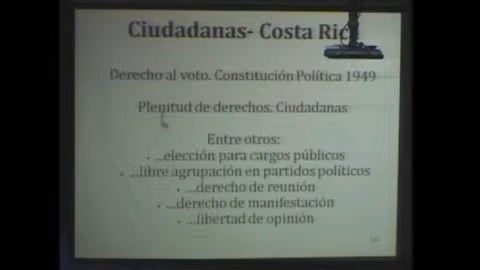 Ciudadanas- Costa Ric
Derecho al voto. Constitución Política 1949
Plenitud de derechos. Ciudadanas
Entre otros:
• ...elección para cargos públicos
• ...libre agrupación en partidos políticos
• ...derecho de reunión
• ...derecho de manifestación
• ...libertad de opinión